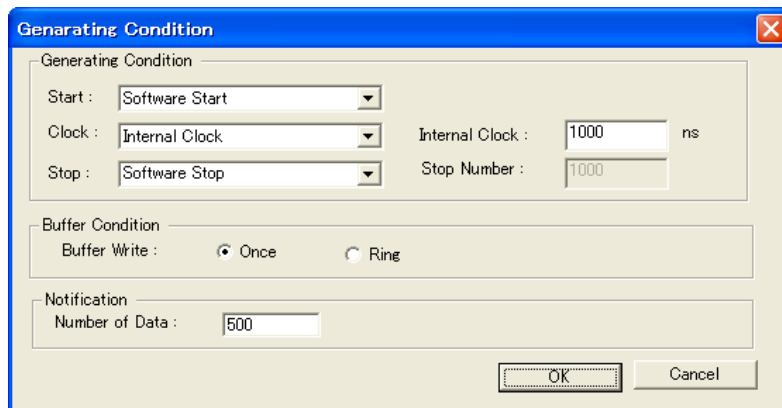 Genarating Condition
Generating Condition
Start : Software Start
Clock : Internal Clock Internal Clock : 1000 ns
Stop : Software Stop Stop Number : 1000
Buffer Condition
Buffer Write : Once Ring
Notification
Number of Data : 500
OK Cancel